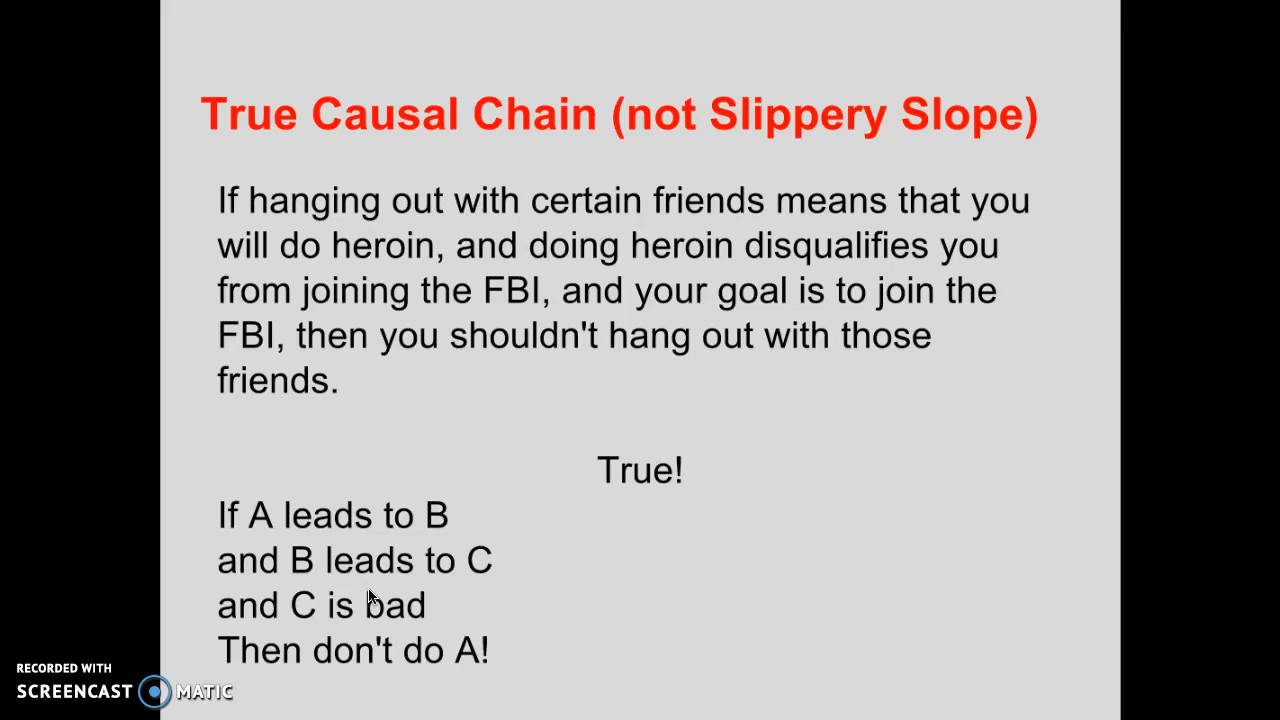 True Causal Chain (not Slippery Slope)
If hanging out with certain friends means that you
will do heroin, and doing heroin disqualifies you
from joining the FBI, and your goal is to join the
FBI, then you shouldn't hang out with those
friends.
True!
If A leads to B
and B leads to C
and C is bad
Then don't do A!
RECORDED WITH
SCREENCAST MATIC